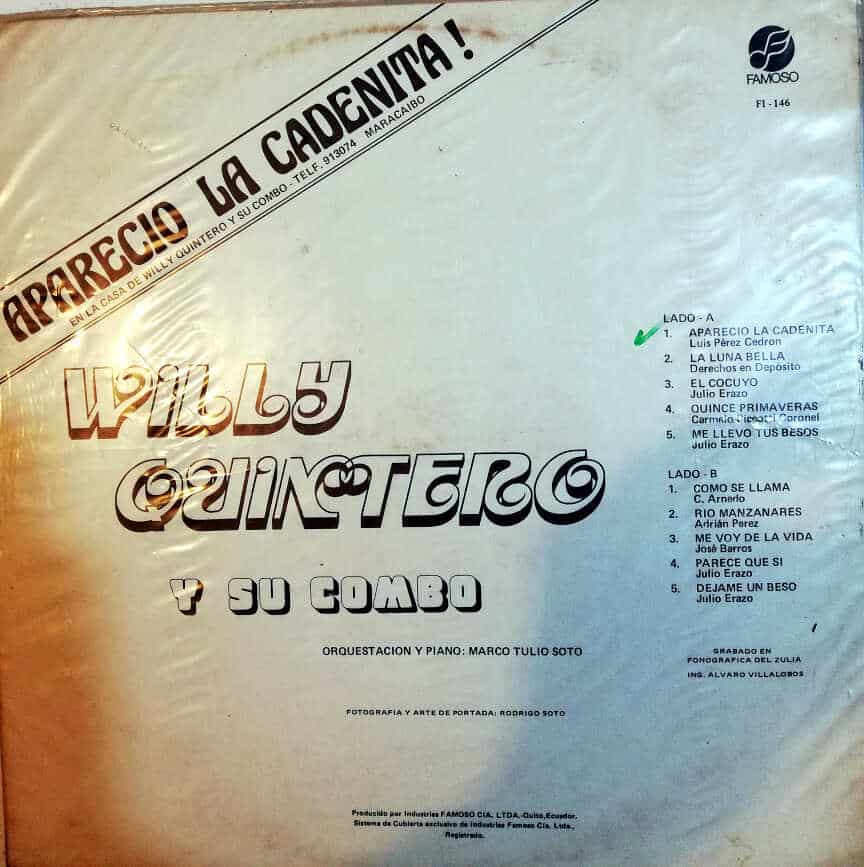 APARECIO LA CADENITA!
EN LA CASA DE WILLY QUINTERO Y SU COMBO - TELF. 913074 MARACAIBO
FAMOSO
FI - 146
WILLY
QUINTERO
Y SU COMBO
ORQUESTACION Y PIANO: MARCO TULIO SOTO
FOTOGRAFIA Y ARTE DE PORTADA: RODRIGO SOTO
LADO - A
1. APARECIO LA CADENITA
Luis Pérez Cedron
2. LA LUNA BELLA
Derechos en Depósito
3. EL COCUYO
Julio Erazo
4. QUINCE PRIMAVERAS
Carmelo Coronel
5. ME LLEVO TUS BESOS
Julio Erazo
LADO - B
1. COMO SE LLAMA
C. Arnedo
2. RIO MANZANARES
Adrián Perez
3. ME VOY DE LA VIDA
José Barros
4. PARECE QUE SI
Julio Erazo
5. DEJAME UN BESO
Julio Erazo
GRABADO EN
FONOGRAFICA DEL ZULIA
ING. ALVARO VILLALOBOS
Producido por Industrias FAMOSO CIA. LTDA.-Quito, Ecuador.
Sistema de Cubierta exclusivo de Industrias Famoso Cía. Ltda.,
Registrado.